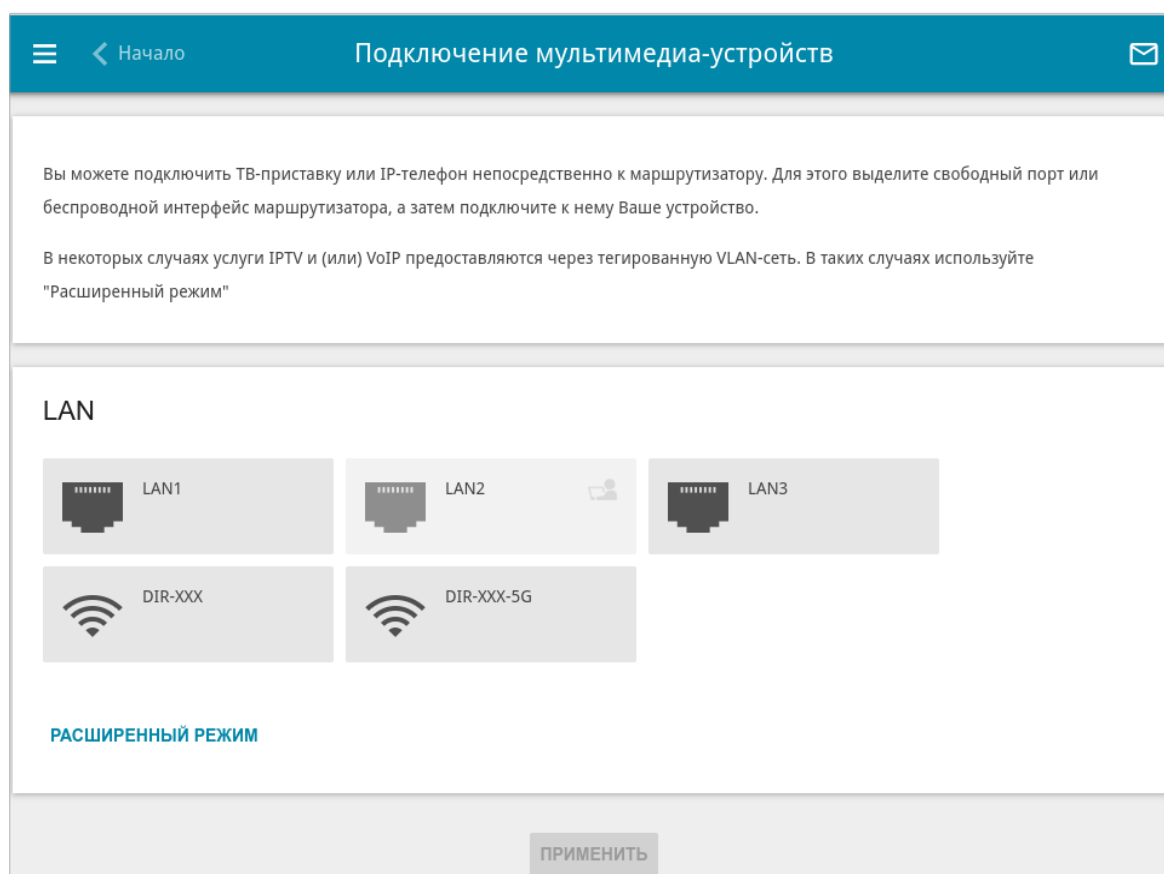 Начало
Подключение мультимедиа-устройств
Вы можете подключить ТВ-приставку или IP-телефон непосредственно к маршрутизатору. Для этого выделите свободный порт или
беспроводной интерфейс маршрутизатора, а затем подключите к нему Ваше устройство.
В некоторых случаях услуги IPTV и (или) VoIP предоставляются через тегированную VLAN-сеть. В таких случаях используйте
"Расширенный режим"
LAN
LAN1
LAN2
LAN3
DIR-XXX
DIR-XXX-5G
РАСШИРЕННЫЙ РЕЖИМ
ПРИМЕНИТЬ